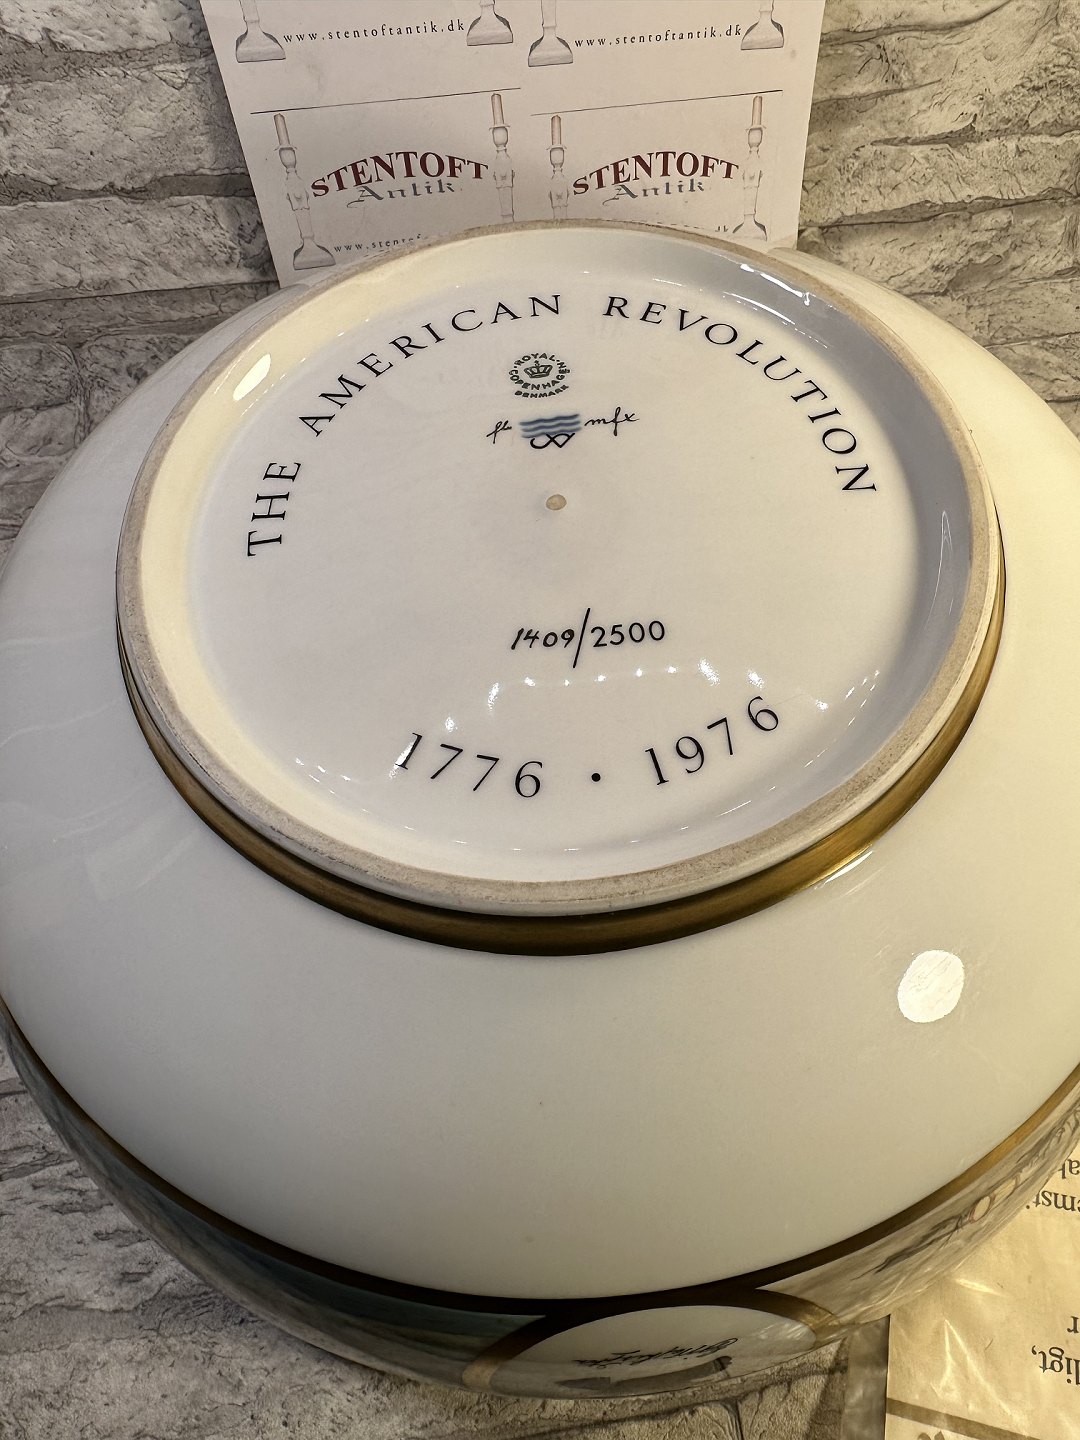 www.stentoftantik.dk
www.stentoftantik.dk
STENTOFT
Antik
STENTOFT
Antik
THE AMERICAN REVOLUTION
ROYAL
COPENHAGEN
DENMARK
mfx
1409/2500
1776 · 1976